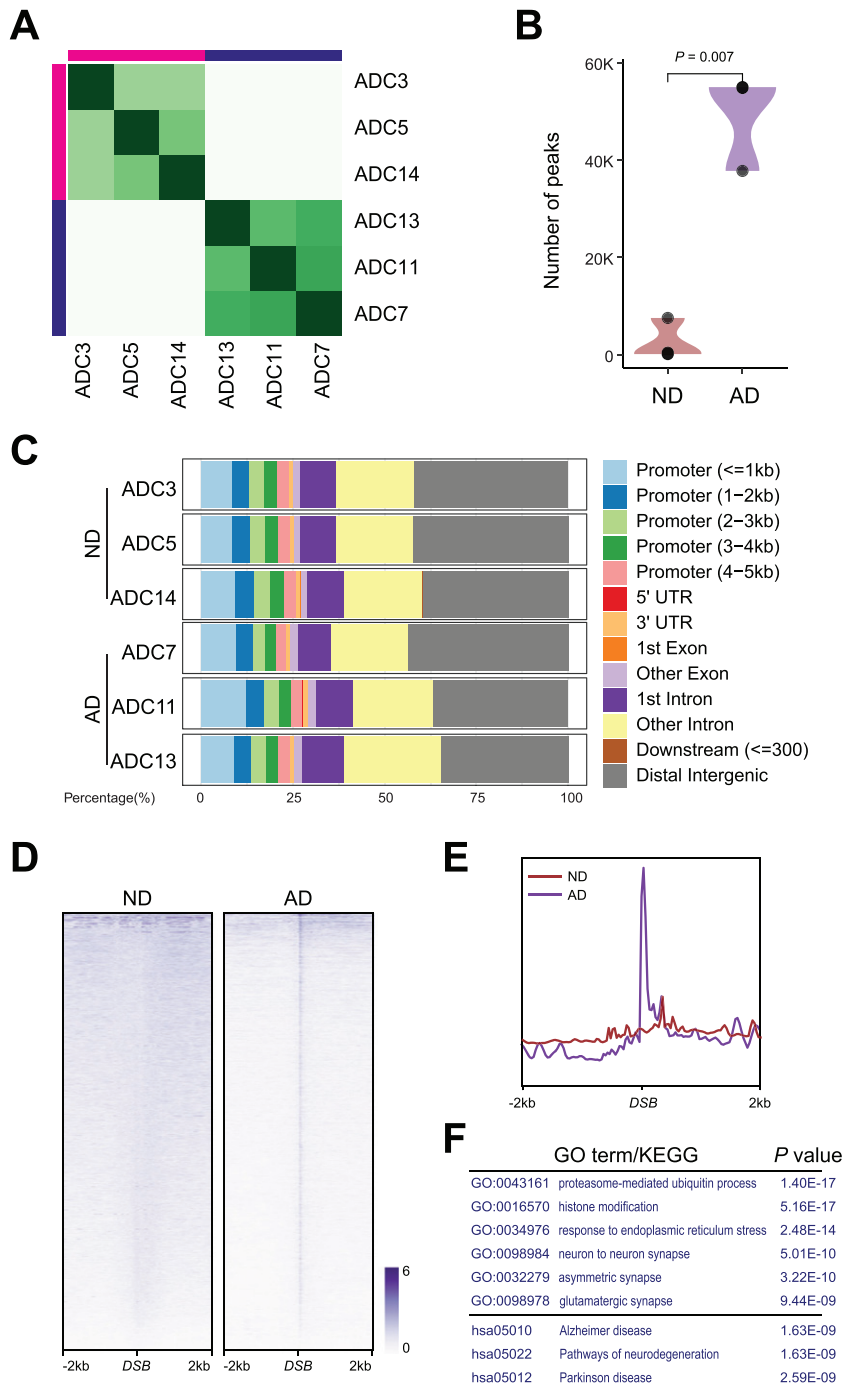 A
ADC3
ADC5
ADC14
ADC13
ADC11
ADC7
ADC3
ADC5
ADC14
ADC13
ADC11
ADC7
B
P = 0.007
Number of peaks
60K
40K
20K
0
ND
AD
C
ND
AD
ADC3
ADC5
ADC14
ADC7
ADC11
ADC13
Percentage(%)
0
25
50
75
100
Promoter (<=1kb)
Promoter (1−2kb)
Promoter (2−3kb)
Promoter (3−4kb)
Promoter (4−5kb)
5' UTR
3' UTR
1st Exon
Other Exon
1st Intron
Other Intron
Downstream (<=300)
Distal Intergenic
D
ND
AD
-2kb
DSB
2kb
-2kb
DSB
2kb
6
0
E
ND
AD
-2kb
DSB
2kb
F
GO term/KEGG P value
GO:0043161 proteasome-mediated ubiquitin process 1.40E-17
GO:0016570 histone modification 5.16E-17
GO:0034976 response to endoplasmic reticulum stress 2.48E-14
GO:0098984 neuron to neuron synapse 5.01E-10
GO:0032279 asymmetric synapse 3.22E-10
GO:0098978 glutamatergic synapse 9.44E-09
hsa05010 Alzheimer disease 1.63E-09
hsa05022 Pathways of neurodegeneration 1.63E-09
hsa05012 Parkinson disease 2.59E-09